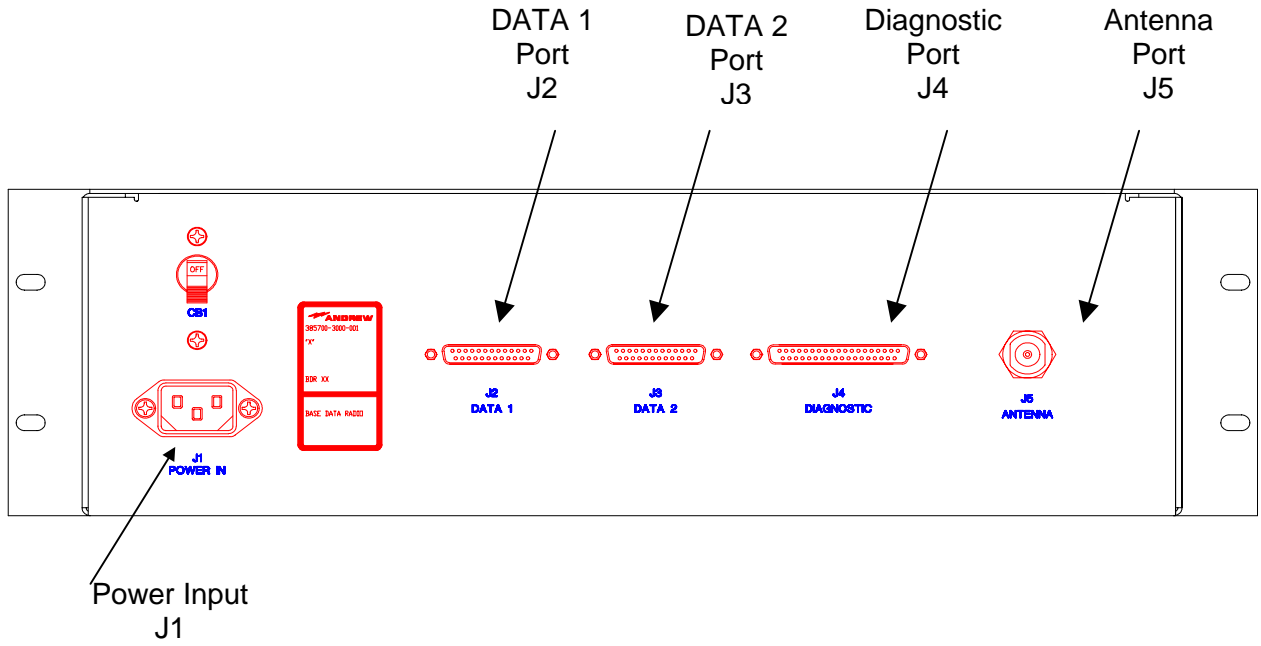 DATA 1
Port
J2
DATA 2
Port
J3
Diagnostic
Port
J4
Antenna
Port
J5
OFF
CB1
ANDREW
385700-3000-001
"X"
BDR XX
BASE DATA RADIO
J1
POWER IN
J2
DATA 1
J3
DATA 2
J4
DIAGNOSTIC
J5
ANTENNA
Power Input
J1